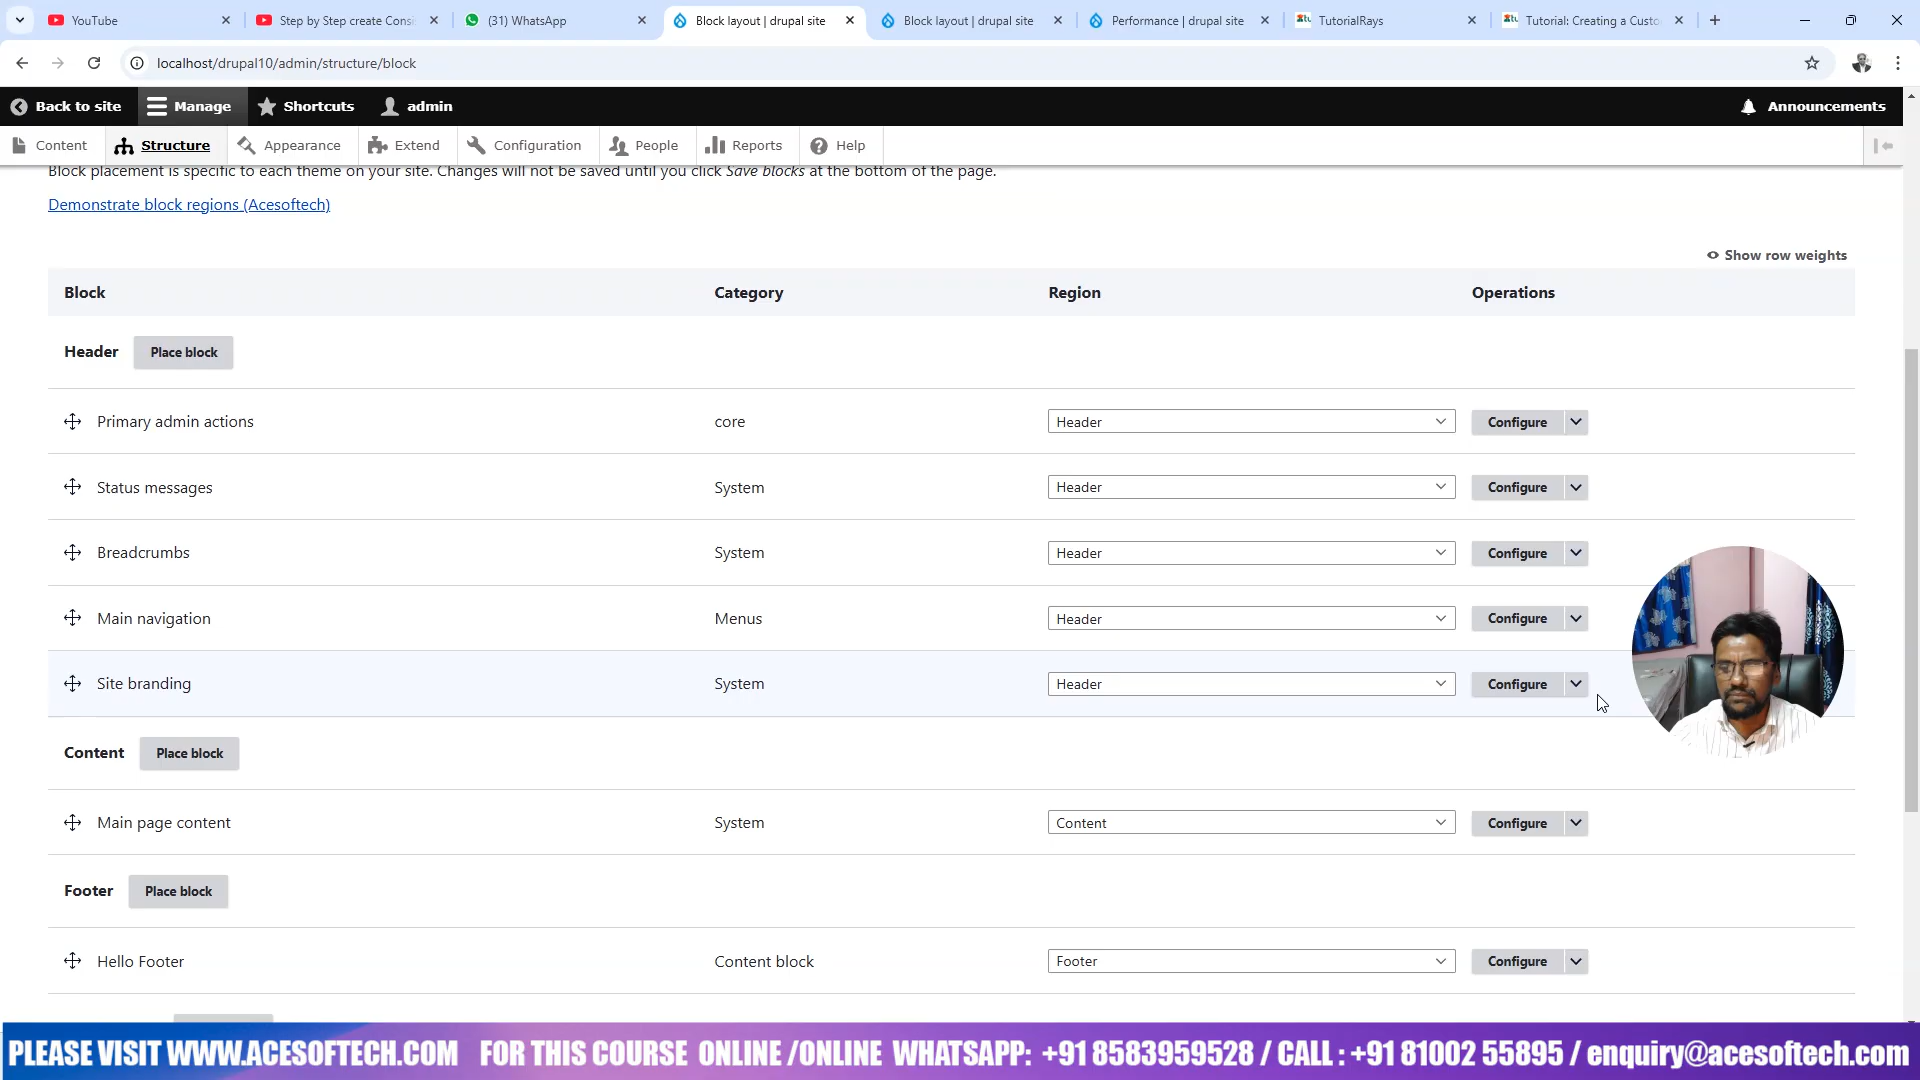 YouTube
Step by Step create Consi
(31) WhatsApp
Block layout | drupal site
Block layout | drupal site
Performance | drupal site
TutorialRays
Tutorial: Creating a Custo
localhost/drupal10/admin/structure/block
Back to site
Manage
Shortcuts
admin
Announcements
Content
Structure
Appearance
Extend
Configuration
People
Reports
Help
Block placement is specific to each theme on your site. Changes will not be saved until you click Save blocks at the bottom of the page.
Demonstrate block regions (Acesoftech)
Show row weights
Block Category Region Operations
Header Place block
Primary admin actions core Header Configure
Status messages System Header Configure
Breadcrumbs System Header Configure
Main navigation Menus Header Configure
Site branding System Header Configure
Content Place block
Main page content System Content Configure
Footer Place block
Hello Footer Content block Footer Configure
PLEASE VISIT WWW.ACESOFTECH.COM FOR THIS COURSE ONLINE /ONLINE WHATSAPP: +91 8583959528 / CALL : +91 81002 55895 / enquiry@acesoftech.com